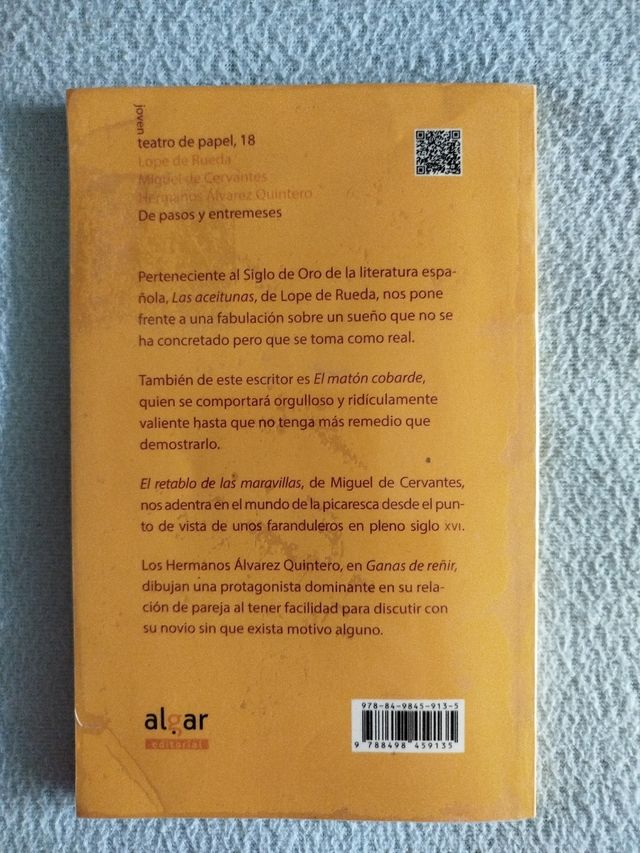 joven
teatro de papel, 18
Lope de Rueda
Miguel de Cervantes
Hermanos Álvarez Quintero
De pasos y entremeses
Perteneciente al Siglo de Oro de la literatura espa-
ñola, Las aceitunas, de Lope de Rueda, nos pone
frente a una fabulación sobre un sueño que no se
ha concretado pero que se toma como real.
También de este escritor es El matón cobarde,
quien se comportará orgulloso y ridículamente
valiente hasta que no tenga más remedio que
demostrarlo.
El retablo de las maravillas, de Miguel de Cervantes,
nos adentra en el mundo de la picaresca desde el pun-
to de vista de unos faranduleros en pleno siglo XVI.
Los Hermanos Álvarez Quintero, en Ganas de reñir,
dibujan una protagonista dominante en su rela-
ción de pareja al tener facilidad para discutir con
su novio sin que exista motivo alguno.
algar
editorial
978-84-9845-913-5
9 788498 459135